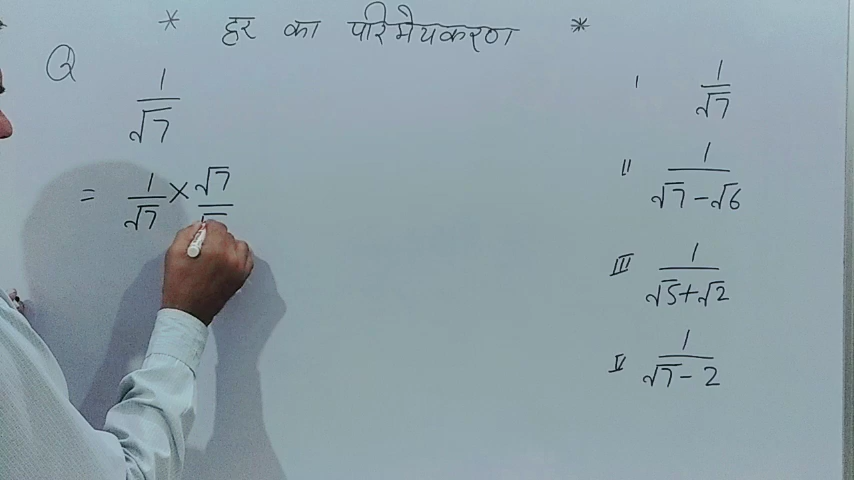 * हर का परिमेयकरण *
Q 1/√7
= 1/√7 × √7/√
I 1/√7
II 1/(√7-√6)
III 1/(√5+√2)
IV 1/(√7-2)